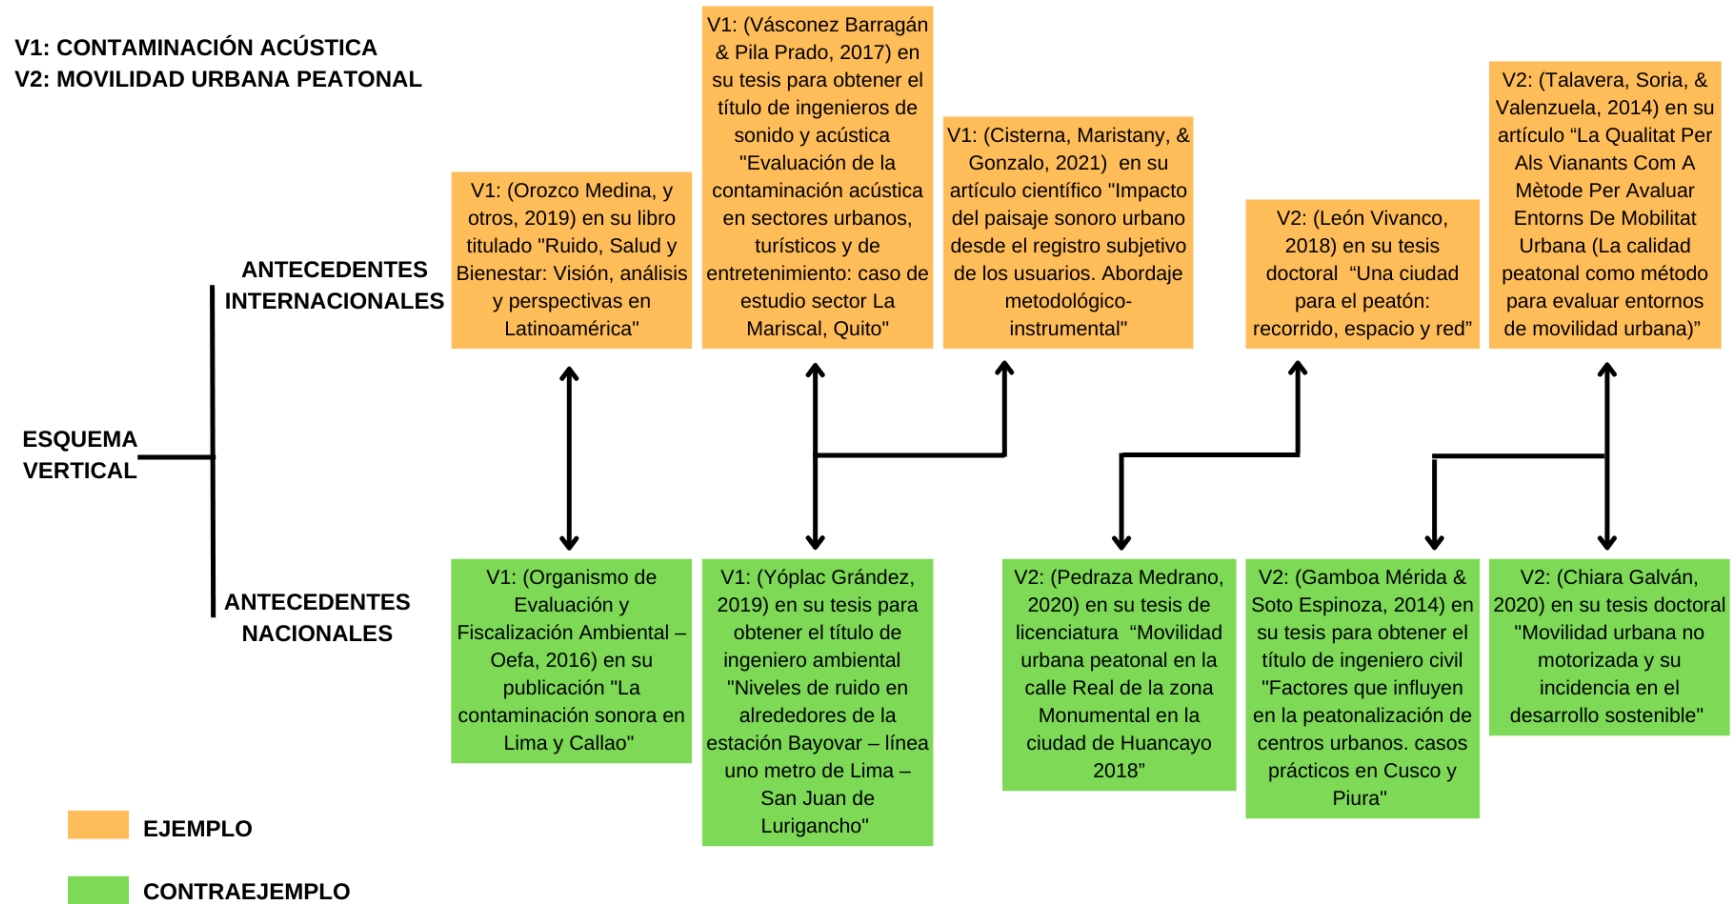 V1: CONTAMINACIÓN ACÚSTICA
V2: MOVILIDAD URBANA PEATONAL
ESQUEMA
VERTICAL
ANTECEDENTES
INTERNACIONALES
V1: (Orozco Medina, y
otros, 2019) en su libro
titulado "Ruido, Salud y
Bienestar: Visión, análisis
y perspectivas en
Latinoamérica"
V1: (Vásconez Barragán
& Pila Prado, 2017) en
su tesis para obtener el
título de ingenieros de
sonido y acústica
"Evaluación de la
contaminación acústica
en sectores urbanos,
turísticos y de
entretenimiento: caso de
estudio sector La
Mariscal, Quito"
V1: (Cisterna, Maristany, &
Gonzalo, 2021)  en su
artículo científico "Impacto
del paisaje sonoro urbano
desde el registro subjetivo
de los usuarios. Abordaje
metodológico-
instrumental"
V2: (León Vivanco,
2018) en su tesis
doctoral  “Una ciudad
para el peatón:
recorrido, espacio y red”
V2: (Talavera, Soria, &
Valenzuela, 2014) en su
artículo “La Qualitat Per
Als Vianants Com A
Mètode Per Avaluar
Entorns De Mobilitat
Urbana (La calidad
peatonal como método
para evaluar entornos
de movilidad urbana)”
ANTECEDENTES
NACIONALES
V1: (Organismo de
Evaluación y
Fiscalización Ambiental –
Oefa, 2016) en su
publicación "La
contaminación sonora en
Lima y Callao"
V1: (Yóplac Grández,
2019) en su tesis para
obtener el título de
ingeniero ambiental
"Niveles de ruido en
alrededores de la
estación Bayovar – línea
uno metro de Lima –
San Juan de
Lurigancho"
V2: (Pedraza Medrano,
2020) en su tesis de
licenciatura  “Movilidad
urbana peatonal en la
calle Real de la zona
Monumental en la
ciudad de Huancayo
2018”
V2: (Gamboa Mérida &
Soto Espinoza, 2014) en
su tesis para obtener el
título de ingeniero civil
"Factores que influyen
en la peatonalización de
centros urbanos. casos
prácticos en Cusco y
Piura"
V2: (Chiara Galván,
2020) en su tesis doctoral
"Movilidad urbana no
motorizada y su
incidencia en el
desarrollo sostenible"
EJEMPLO
CONTRAEJEMPLO